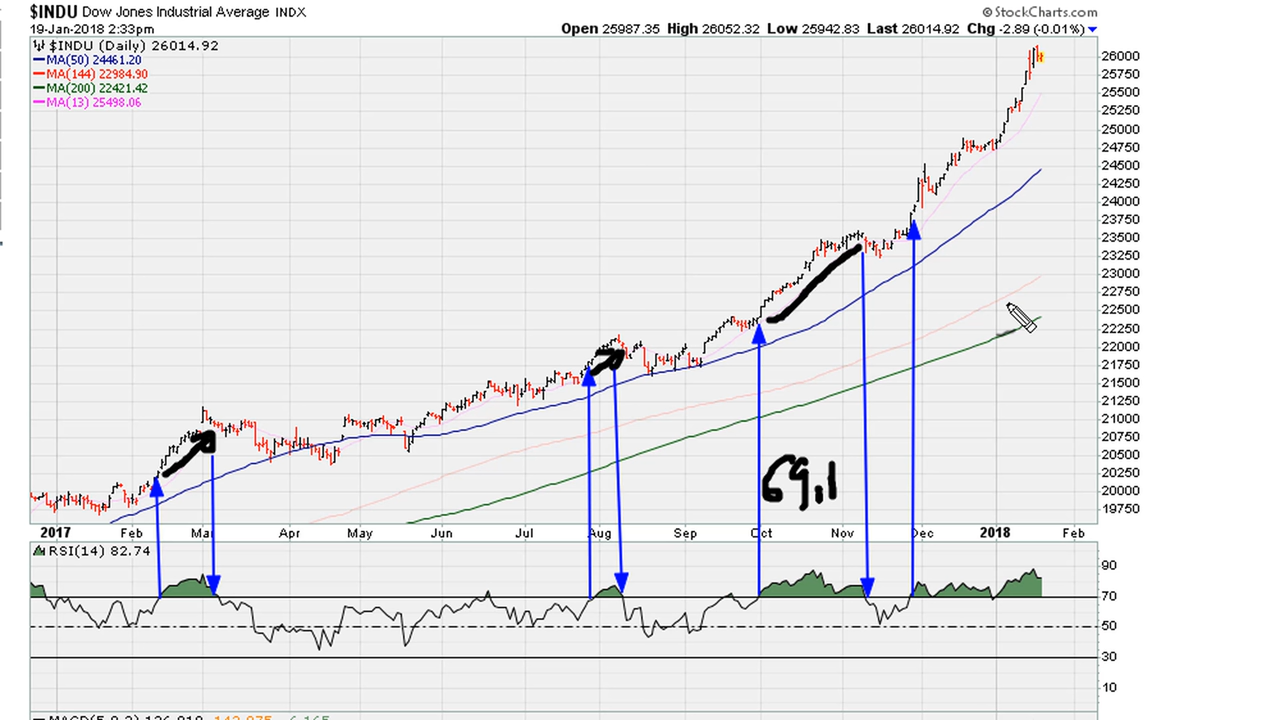 $INDU Dow Jones Industrial Average INDX
© StockCharts.com
19-Jan-2018 2:33pm
Open 25987.35 High 26052.32 Low 25942.83 Last 26014.92 Chg -2.89 (-0.01%)
$INDU (Daily) 26014.92
MA(50) 24461.20
MA(144) 22984.90
MA(200) 22421.42
MA(13) 25498.06
26000
25750
25500
25250
25000
24750
24500
24250
24000
23750
23500
23250
23000
22750
22500
22250
22000
21750
21500
21250
21000
20750
20500
20250
20000
19750
69.1
2017 Feb Mar Apr May Jun Jul Aug Sep Oct Nov Dec 2018 Feb
RSI(14) 82.74
90
70
50
30
10